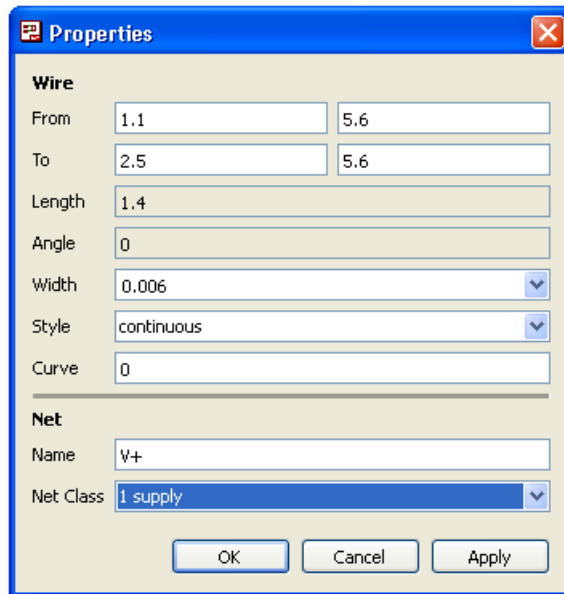 Properties
Wire
From 1.1 5.6
To 2.5 5.6
Length 1.4
Angle 0
Width 0.006
Style continuous
Curve 0
Net
Name V+
Net Class 1 supply
OK Cancel Apply